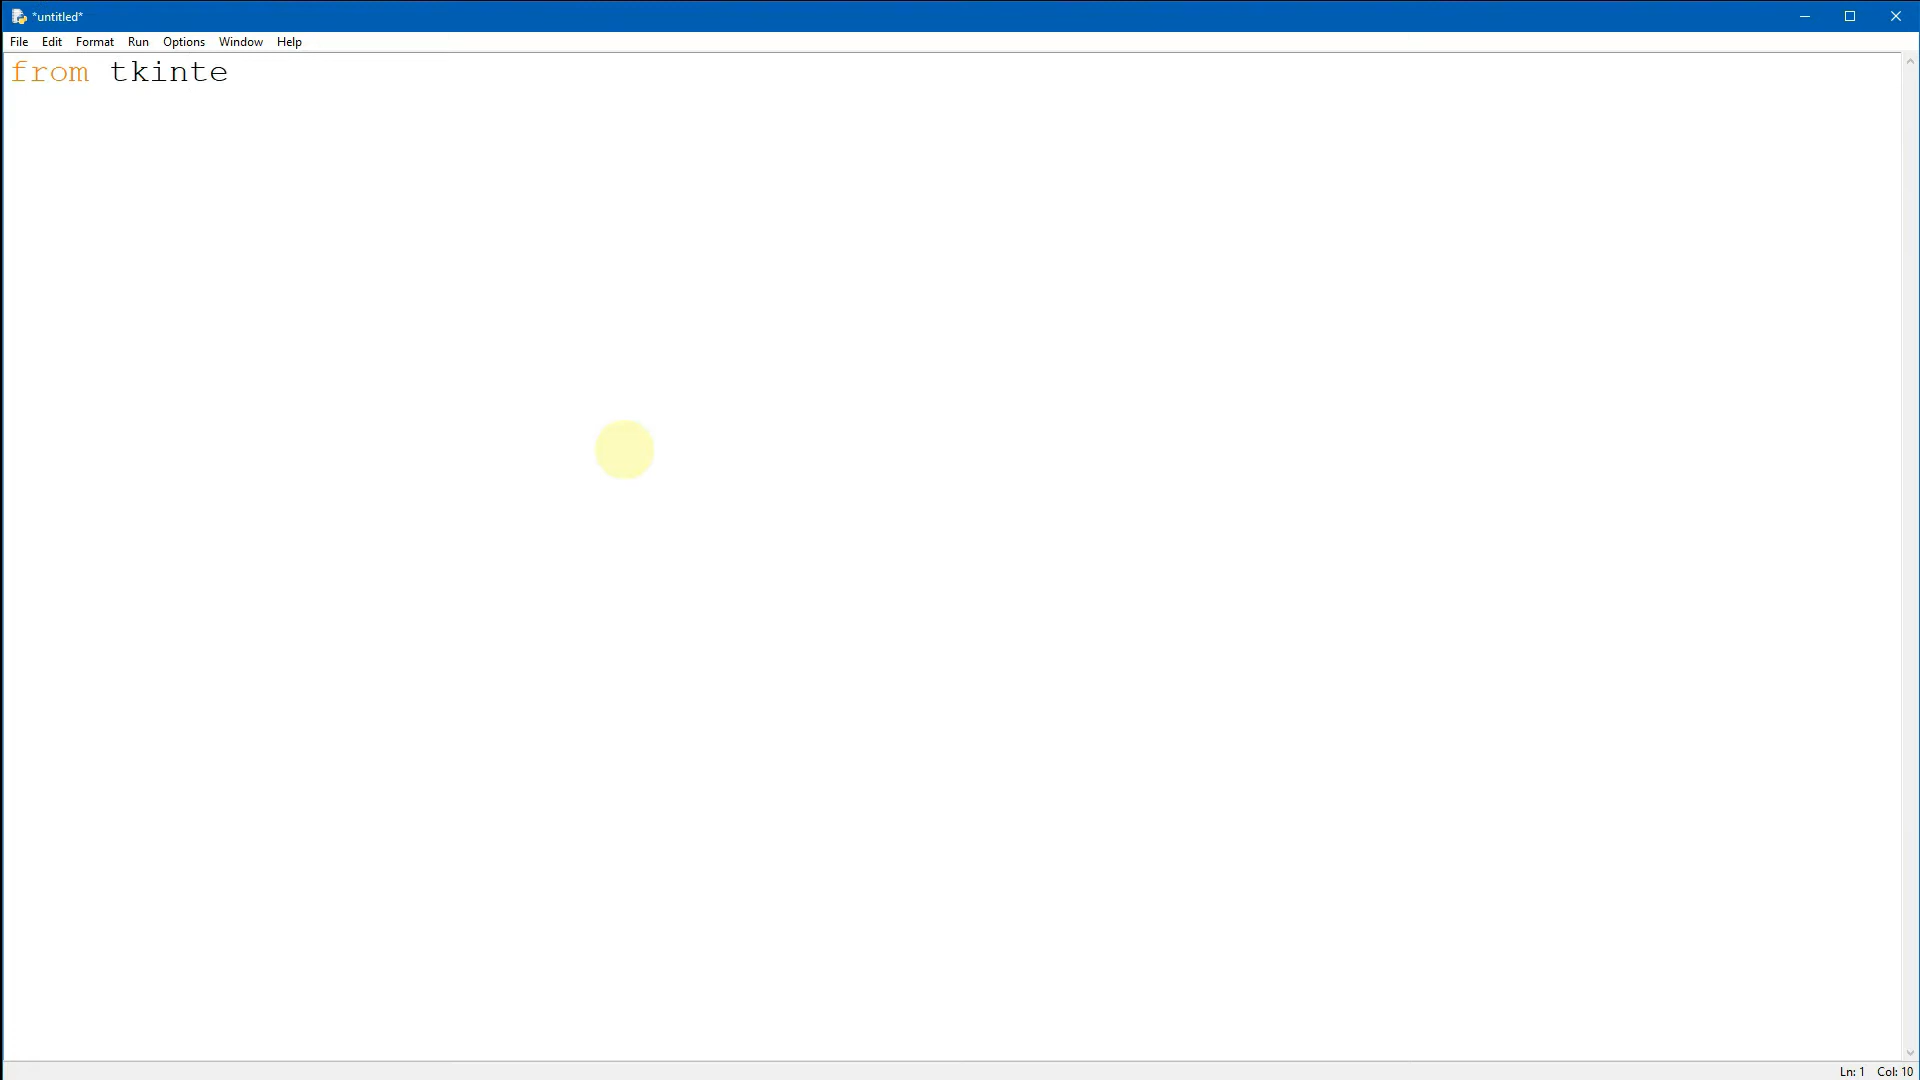 *untitled*
File Edit Format Run Options Window Help
from tkinte
Ln: 1 Col: 10